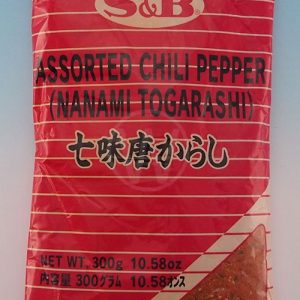 S&B
ASSORTED CHILI PEPPER
(NANAMI TOGARASHI)
七味唐からし
NET WT. 300g 10.58oz
内容量 300グラム 10.58オンス